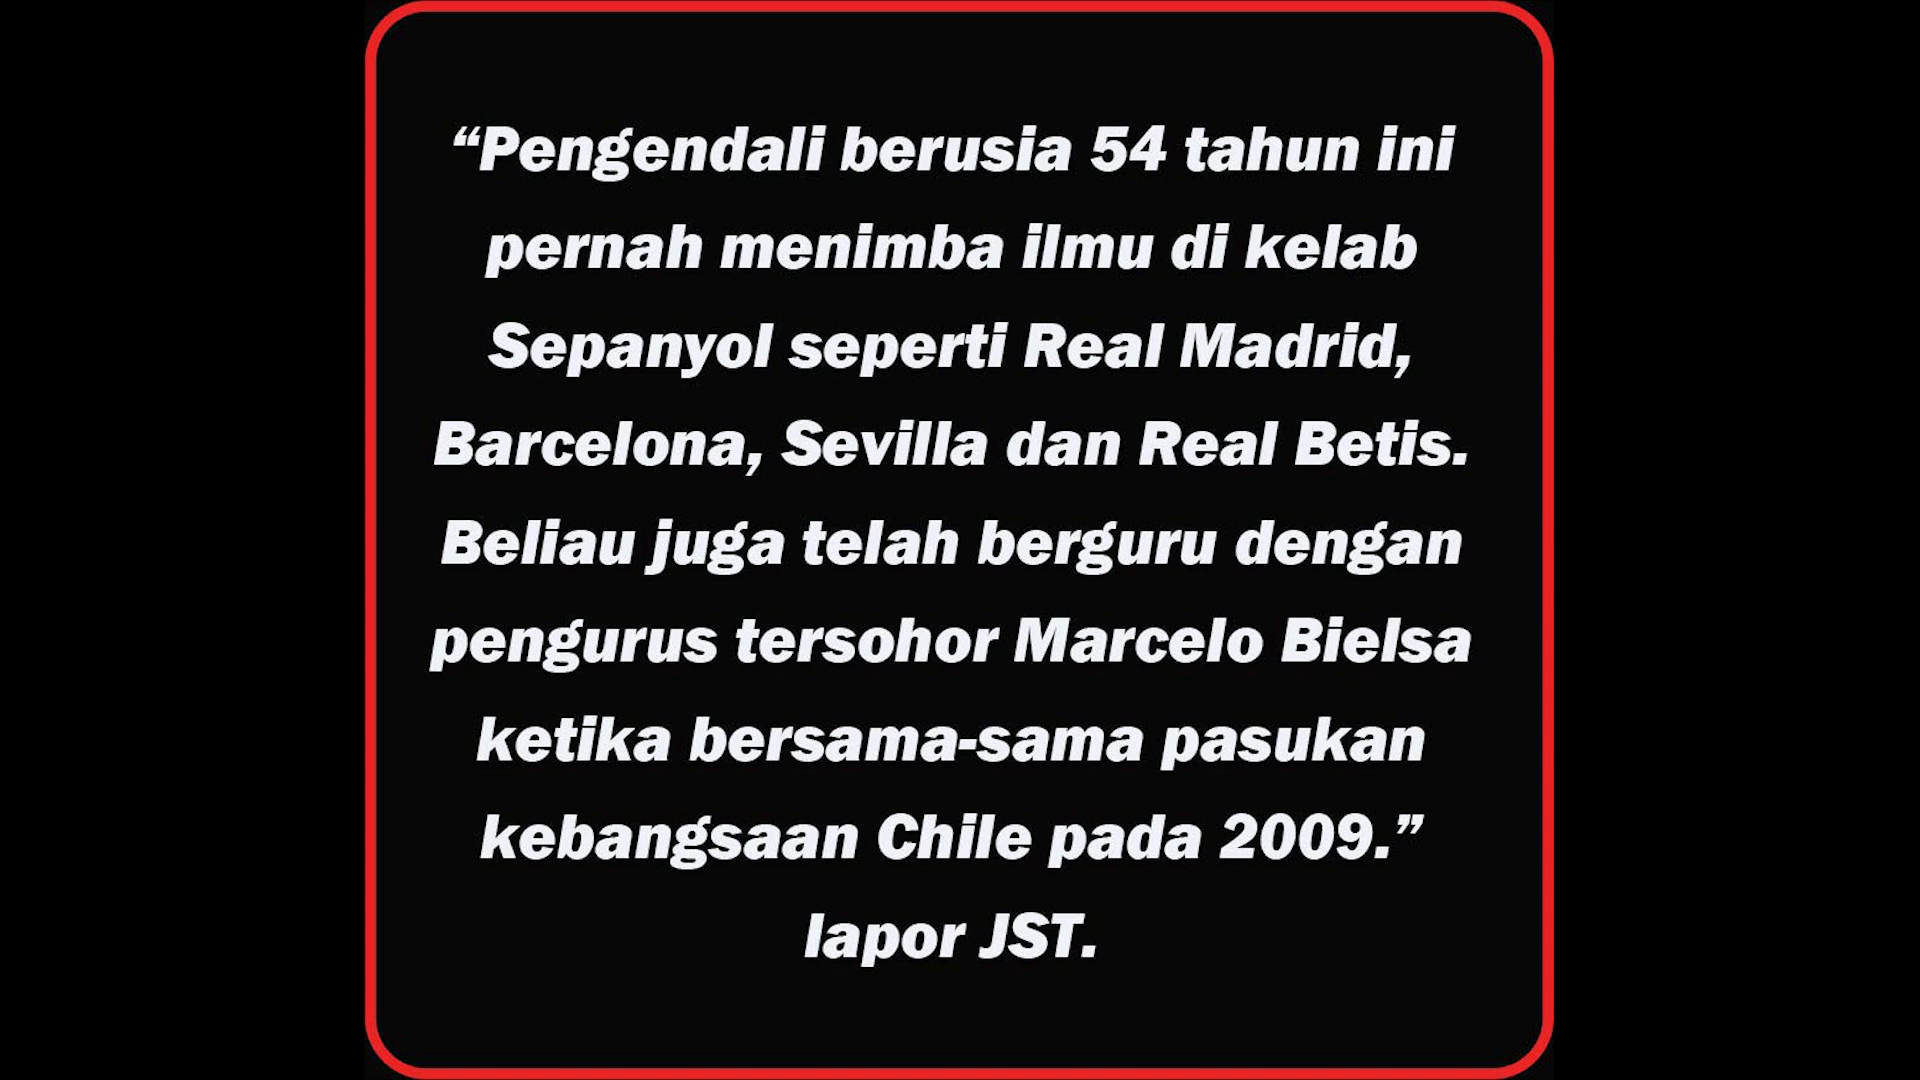 “Pengendali berusia 54 tahun ini
pernah menimba ilmu di kelab
Sepanyol seperti Real Madrid,
Barcelona, Sevilla dan Real Betis.
Beliau juga telah berguru dengan
pengurus tersohor Marcelo Bielsa
ketika bersama-sama pasukan
kebangsaan Chile pada 2009.”
lapor JST.